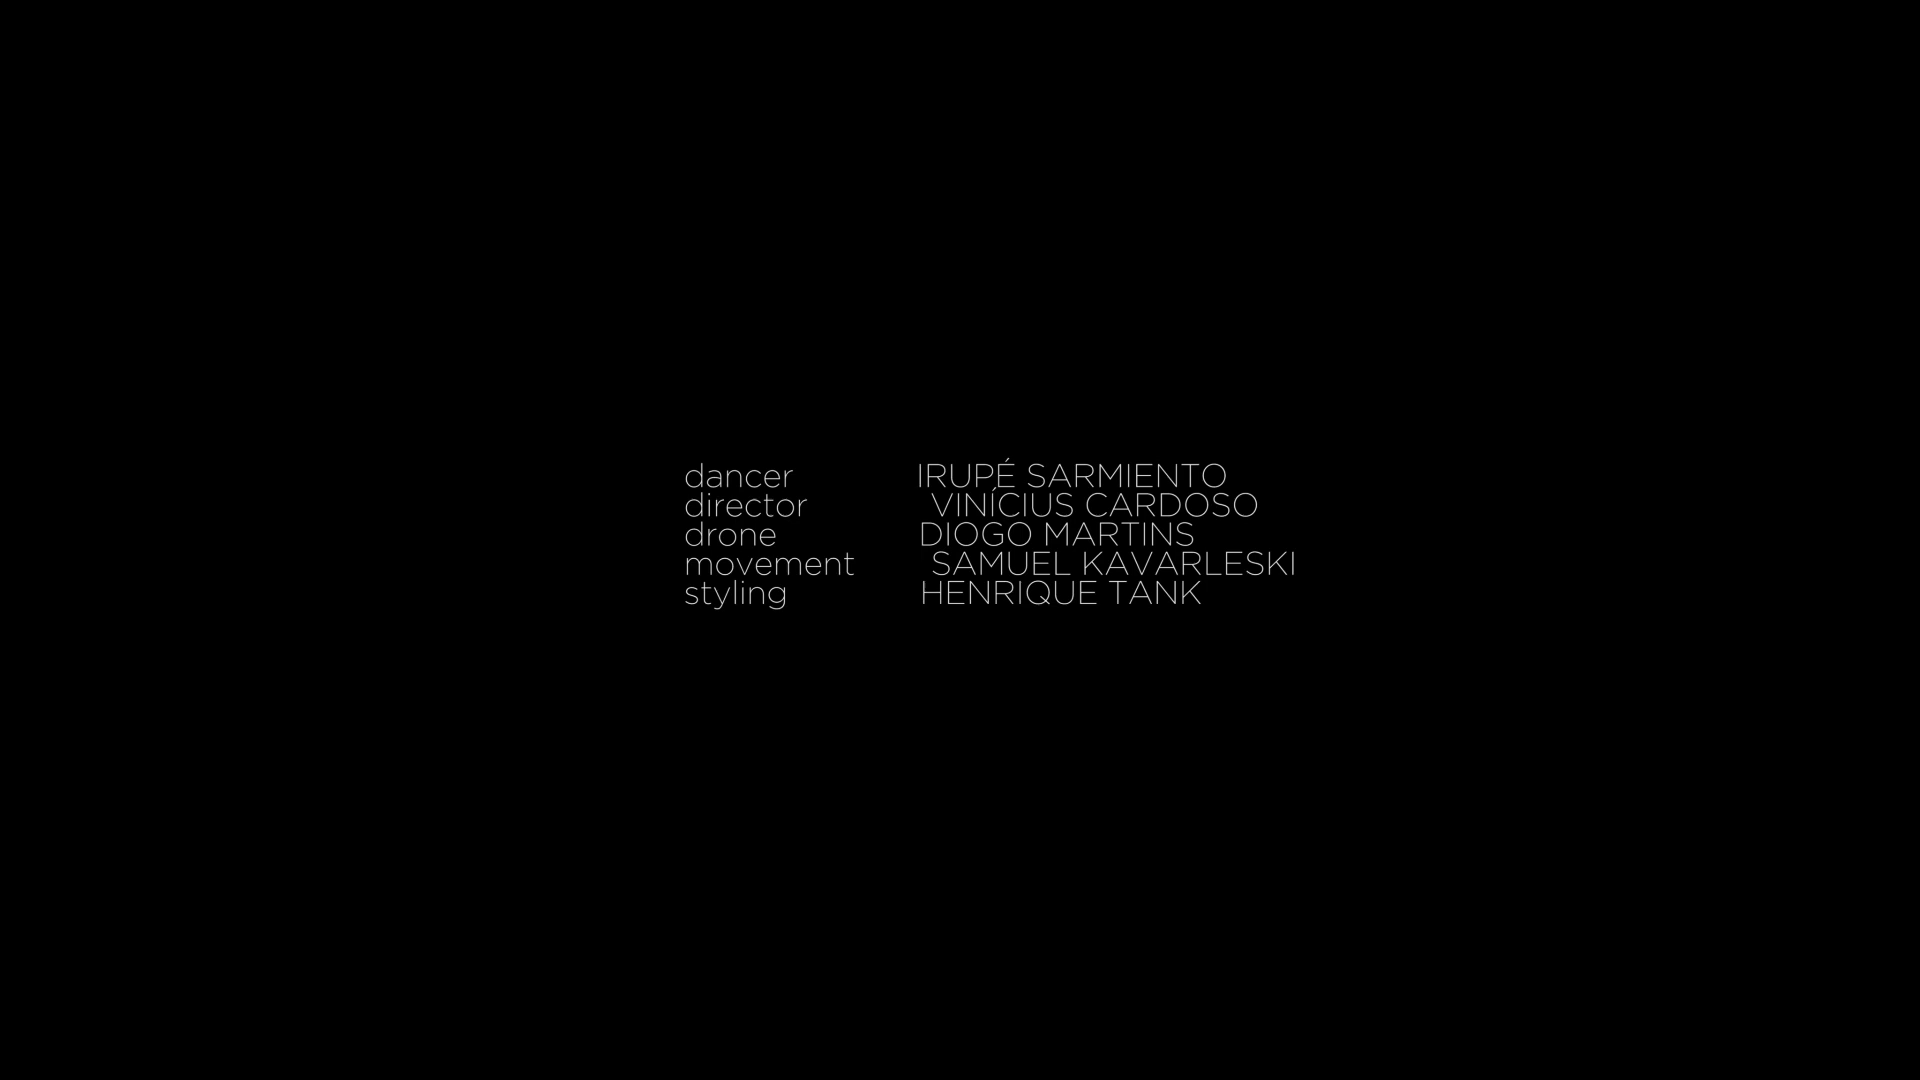 dancer IRUPÉ SARMIENTO
director VINÍCIUS CARDOSO
drone DIOGO MARTINS
movement SAMUEL KAVARLESKI
styling HENRIQUE TANK